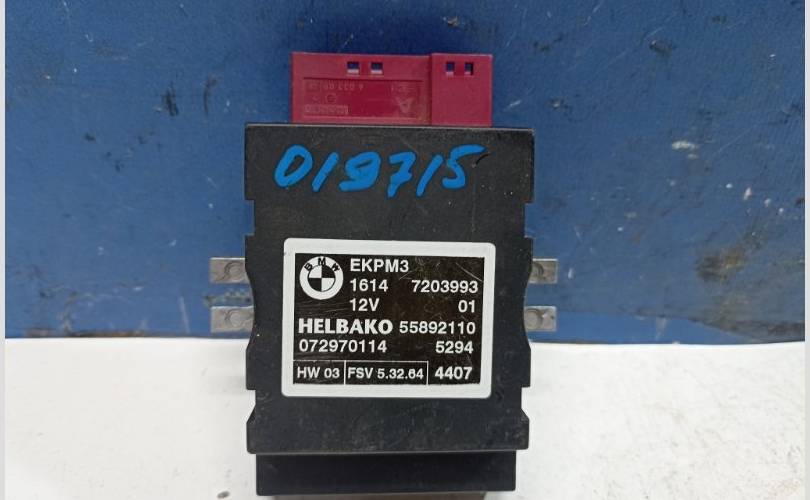 019715
BMW
EKPM3
1614 7203993
12V 01
HELBAKO 55892110
072970114 5294
HW 03 FSV 5.32.64 4407